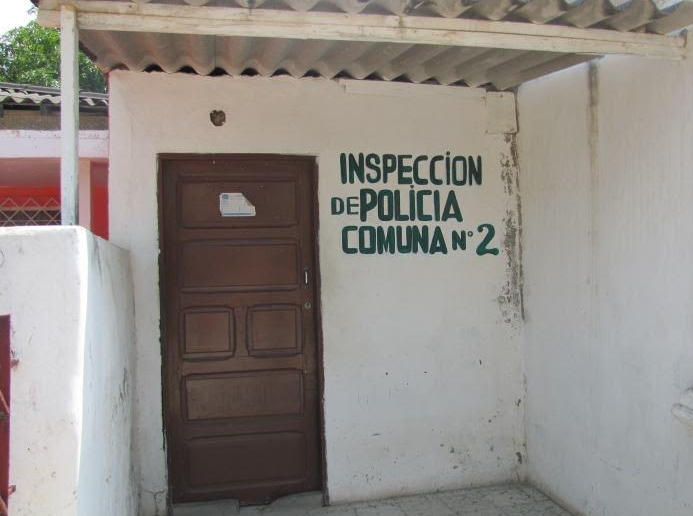 INSPECCION
DE POLICIA
COMUNA N° 2